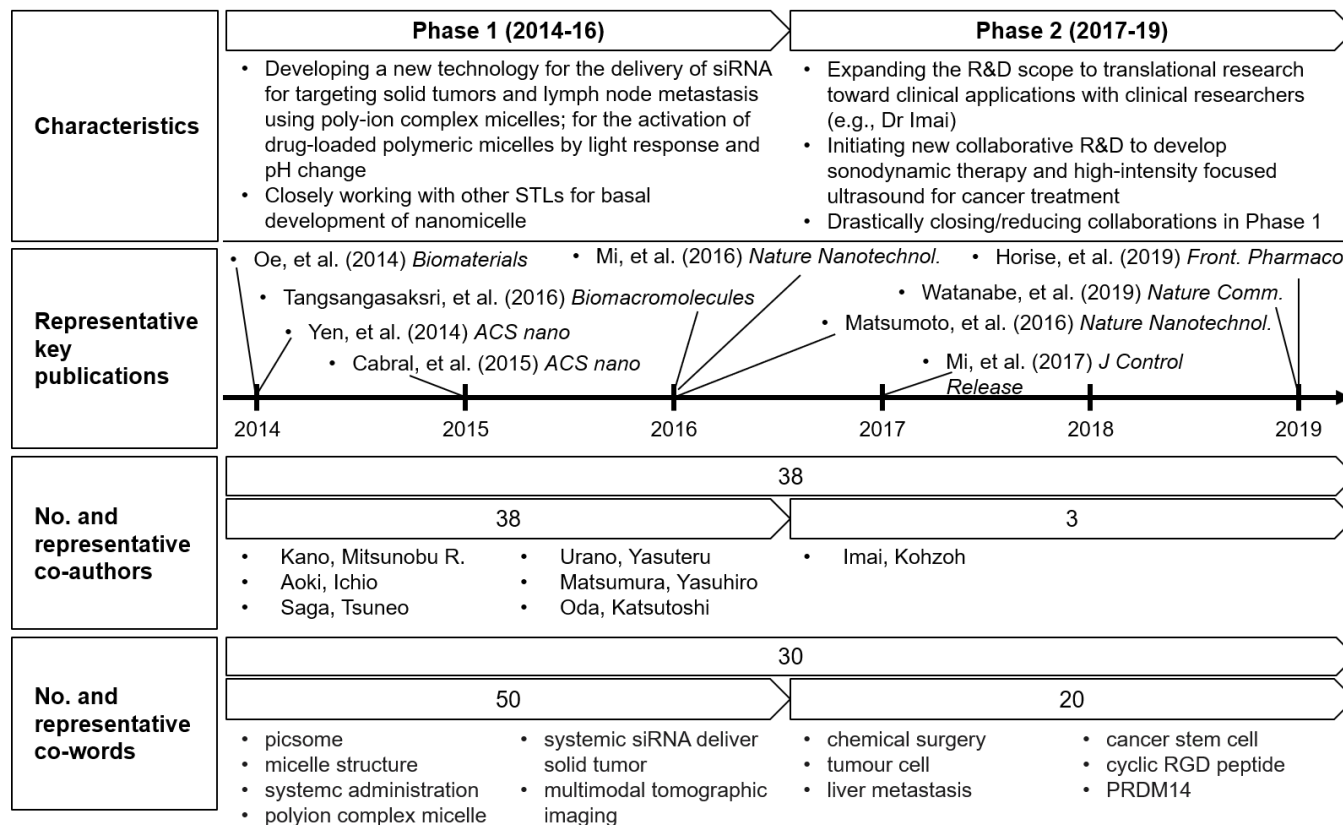 Phase 1 (2014-16)
Phase 2 (2017-19)
Characteristics
• Developing a new technology for the delivery of siRNA
for targeting solid tumors and lymph node metastasis
using poly-ion complex micelles; for the activation of
drug-loaded polymeric micelles by light response and
pH change
• Closely working with other STLs for basal
development of nanomicelle
• Expanding the R&D scope to translational research
toward clinical applications with clinical researchers
(e.g., Dr Imai)
• Initiating new collaborative R&D to develop
sonodynamic therapy and high-intensity focused
ultrasound for cancer treatment
• Drastically closing/reducing collaborations in Phase 1
Representative
key
publications
• Oe, et al. (2014) Biomaterials
• Mi, et al. (2016) Nature Nanotechnol.
• Horise, et al. (2019) Front. Pharmaco
• Tangsangasaksri, et al. (2016) Biomacromolecules
• Watanabe, et al. (2019) Nature Comm.
• Yen, et al. (2014) ACS nano
• Matsumoto, et al. (2016) Nature Nanotechnol.
• Cabral, et al. (2015) ACS nano
• Mi, et al. (2017) J Control
Release
2014
2015
2016
2017
2018
2019
No. and
representative
co-authors
38
38
3
• Kano, Mitsunobu R.
• Aoki, Ichio
• Saga, Tsuneo
• Urano, Yasuteru
• Matsumura, Yasuhiro
• Oda, Katsutoshi
• Imai, Kohzoh
No. and
representative
co-words
30
50
20
• picsome
• micelle structure
• systemc administration
• polyion complex micelle
• systemic siRNA deliver
solid tumor
• multimodal tomographic
imaging
• chemical surgery
• tumour cell
• liver metastasis
• cancer stem cell
• cyclic RGD peptide
• PRDM14